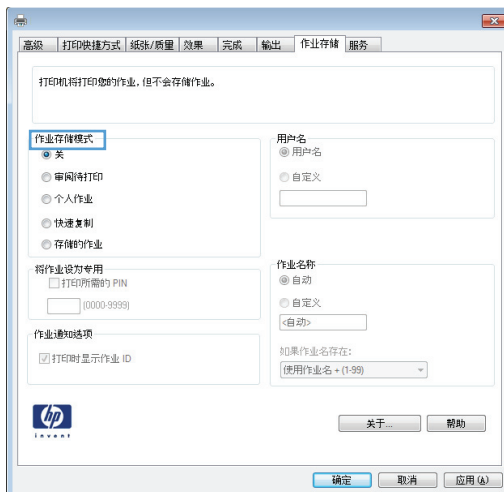 高级 打印快捷方式 纸张/质量 效果 完成 输出 作业存储 服务
打印机将打印您的作业，但不会存储作业。
作业存储模式
关
审阅待打印
个人作业
快速复制
存储的作业
用户名
用户名
自定义
将作业设为专用
打印所需的 PIN
(0000-9999)
作业通知选项
打印时显示作业 ID
作业名称
自动
自定义
<自动>
如果作业名存在:
使用作业名 + (1-99)
hp
invent
关于... 帮助
确定 取消 应用(A)